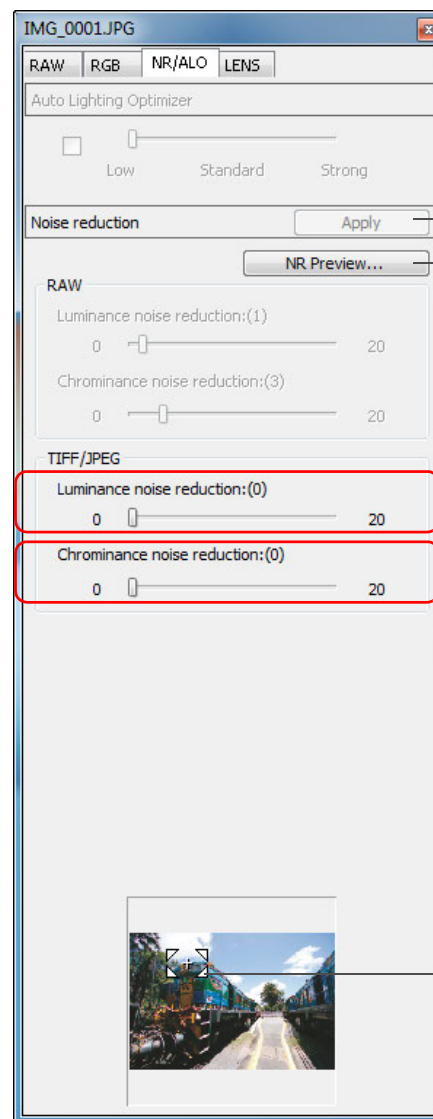 IMG_0001.JPG
RAW RGB NR/ALO LENS
Auto Lighting Optimizer
Low Standard Strong
Noise reduction Apply
NR Preview...
RAW
Luminance noise reduction:(1)
0 20
Chrominance noise reduction:(3)
0 20
TIFF/JPEG
Luminance noise reduction:(0)
0 20
Chrominance noise reduction:(0)
0 20